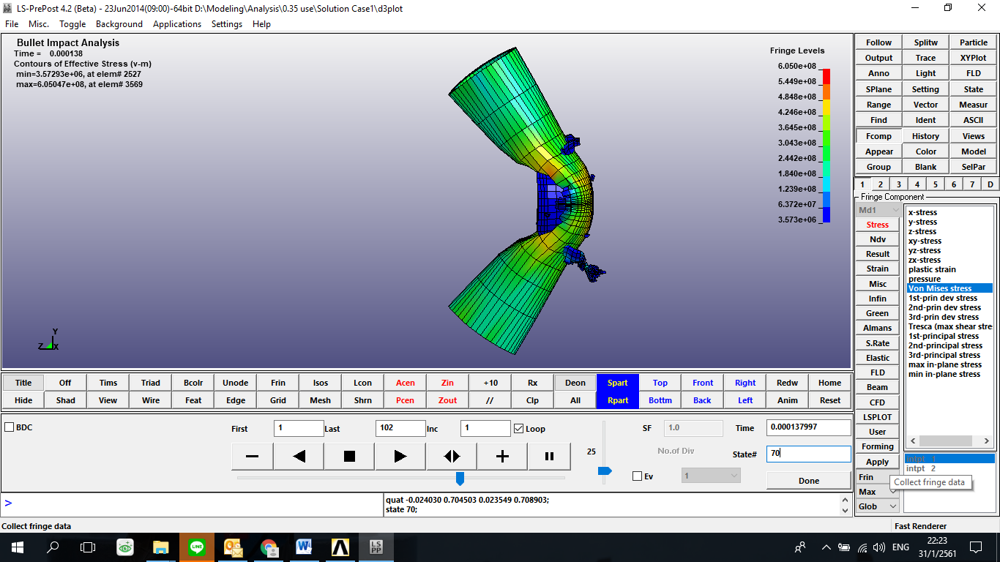 LS-PrePost 4.2 (Beta) - 23Jun2014(09:00)-64bit D:\Modeling\Analysis\0.35 use\Solution Case1\d3plot
File Misc. Toggle Background Applications Settings Help
Bullet Impact Analysis
Time = 0.000138
Contours of Effective Stress (v-m)
min=3.57293e+06, at elem# 2527
max=6.05047e+08, at elem# 3569
Fringe Levels
6.050e+08
5.449e+08
4.848e+08
4.246e+08
3.645e+08
3.043e+08
2.442e+08
1.840e+08
1.239e+08
6.372e+07
3.573e+06
Y
Z X
Follow Splitw Particle
Output Trace XYPlot
Anno Light FLD
SPlane Setting State
Range Vector Measur
Find Ident ASCII
Fcomp History Views
Appear Color Model
Group Blank SelPar
1 2 3 4 5 6 7 D
Fringe Component
Md1
Stress
Ndv
Result
Strain
Misc
Infin
Green
Almans
S.Rate
Elastic
FLD
Beam
CFD
LSPLOT
User
Forming
Apply
Frin
Max
Glob
x-stress
y-stress
z-stress
xy-stress
yz-stress
zx-stress
plastic strain
pressure
Von Mises stress
1st-prin dev stress
2nd-prin dev stress
3rd-prin dev stress
Tresca (max shear stre
1st-principal stress
2nd-principal stress
3rd-principal stress
max in-plane stress
min in-plane stress
intpt 1
intpt 2
Collect fringe data
Title Off Tims Triad Bcolr Unode Frin Isos Lcon Acen Zin +10 Rx Deon Spart Top Front Right Redw Home
Hide Shad View Wire Feat Edge Grid Mesh Shrn Pcen Zout // Clp All Rpart Bottm Back Left Anim Reset
BDC
First 1 Last 102 Inc 1 Loop
25
SF 1.0 Time 0.000137997
No.of Div State# 70
Ev 1 Done
>
quat -0.024030 0.704503 0.023549 0.708903;
state 70;
Collect fringe data
Fast Renderer
LINE
LS PP
ENG
22:23
31/1/2561